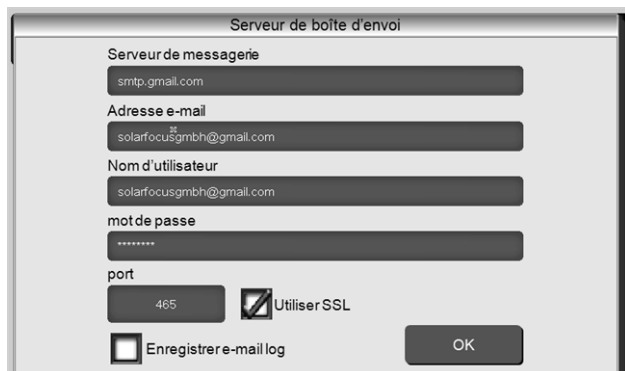 Serveur de boîte d'envoi
Serveur de messagerie
smtp.gmail.com
Adresse e-mail
solarfocusgmbh@gmail.com
Nom d'utilisateur
solarfocusgmbh@gmail.com
mot de passe
********
port
465 Utiliser SSL
Enregistrer e-mail log OK